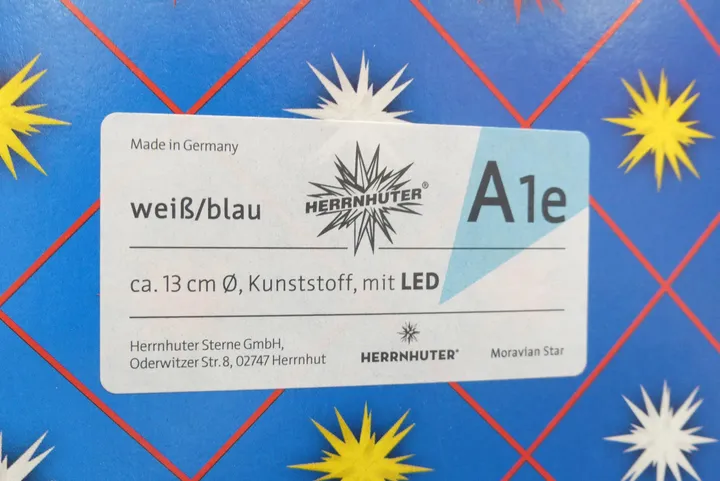 Made in Germany
weiß/blau
HERRNHUTER®
A1e
ca. 13 cm Ø, Kunststoff, mit LED
Herrnhuter Sterne GmbH,
Oderwitzer Str. 8, 02747 Herrnhut
HERRNHUTER®
Moravian Star